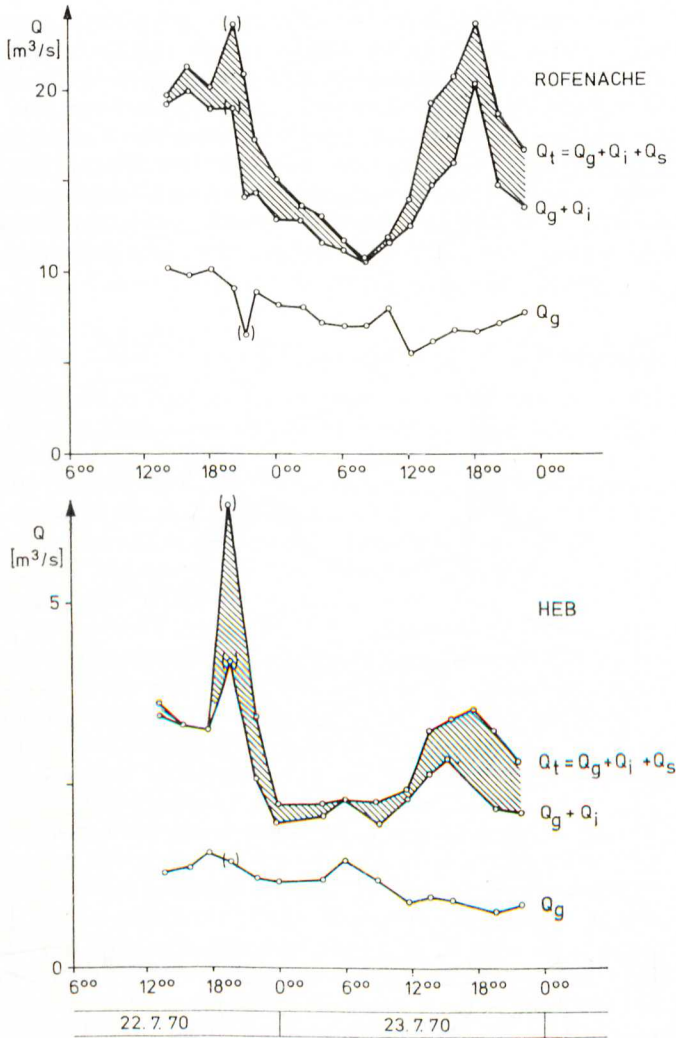 Q
[m³/s]
20
10
0
ROFENACHE
Qt = Qg + Qi + Qs
Qg + Qi
Qg
( )
( )
( )
6⁰⁰ 12⁰⁰ 18⁰⁰ 0⁰⁰ 6⁰⁰ 12⁰⁰ 18⁰⁰ 0⁰⁰
Q
[m³/s]
5
0
HEB
Qt = Qg + Qi + Qs
Qg + Qi
Qg
( )
( )
( )
6⁰⁰ 12⁰⁰ 18⁰⁰ 0⁰⁰ 6⁰⁰ 12⁰⁰ 18⁰⁰ 0⁰⁰
22.7.70 23.7.70